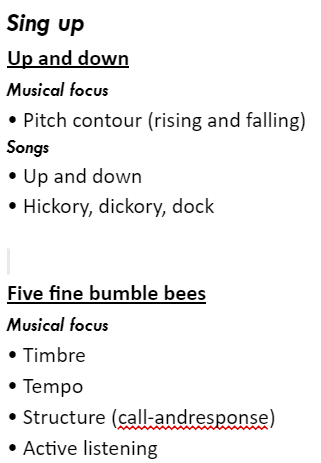 Sing up
Up and down
Musical focus
• Pitch contour (rising and falling)
Songs
• Up and down
• Hickory, dickory, dock
Five fine bumble bees
Musical focus
• Timbre
• Tempo
• Structure (call-andresponse)
• Active listening